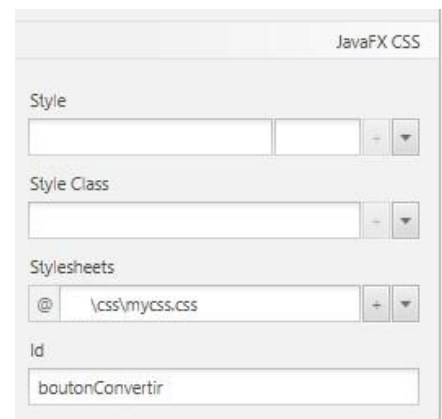 JavaFX CSS
Style
+
Style Class
+
Stylesheets
@ \css\mycss.css +
Id
boutonConvertir